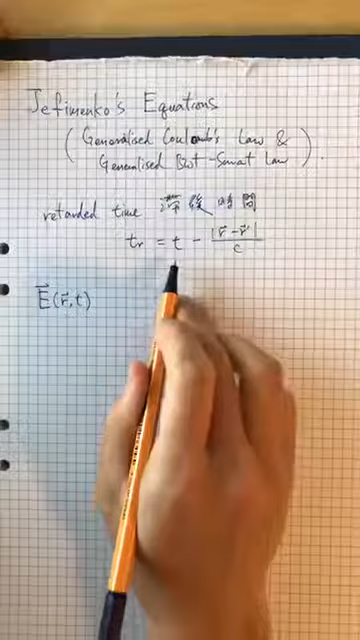 Jefimenko's Equations
(Generalised Coulomb's Law &
Generalised Biot-Savart Law).
retarded time 滯後時間
tᵣ = t - |r⃗ - r⃗'| / c
E⃗(r⃗,t)